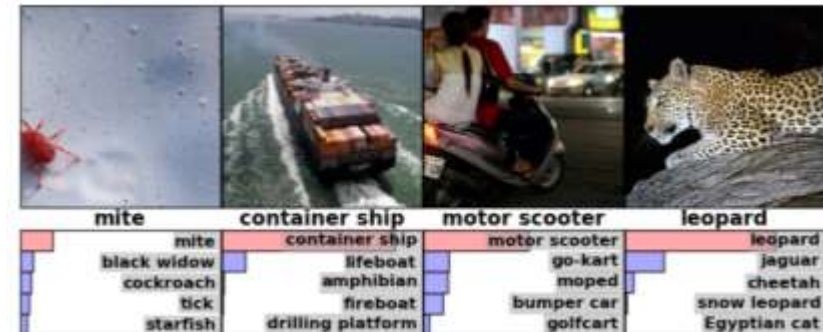 mite
container ship
motor scooter
leopard
mite
black widow
cockroach
tick
starfish
container ship
lifeboat
amphibian
fireboat
drilling platform
motor scooter
go-kart
moped
bumper car
golfcart
leopard
jaguar
cheetah
snow leopard
Egyptian cat